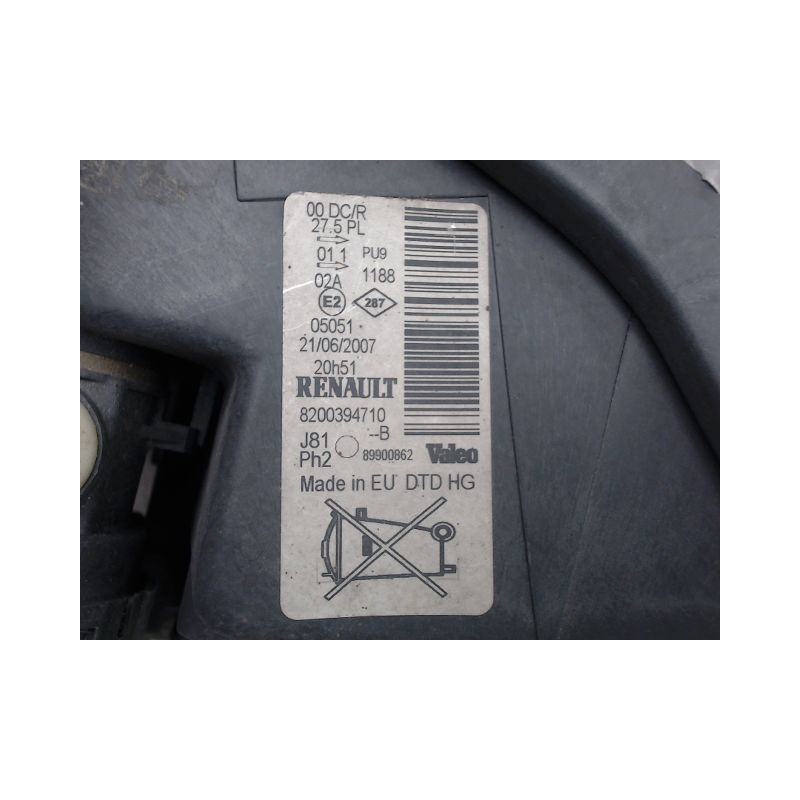 00 DC/R
27.5 PL
01 1 PU9
02A 1188
E2 287
05051
21/06/2007
20h51
RENAULT
8200394710
J81 --B
Ph2 89900862 Valeo
Made in EU DTD HG